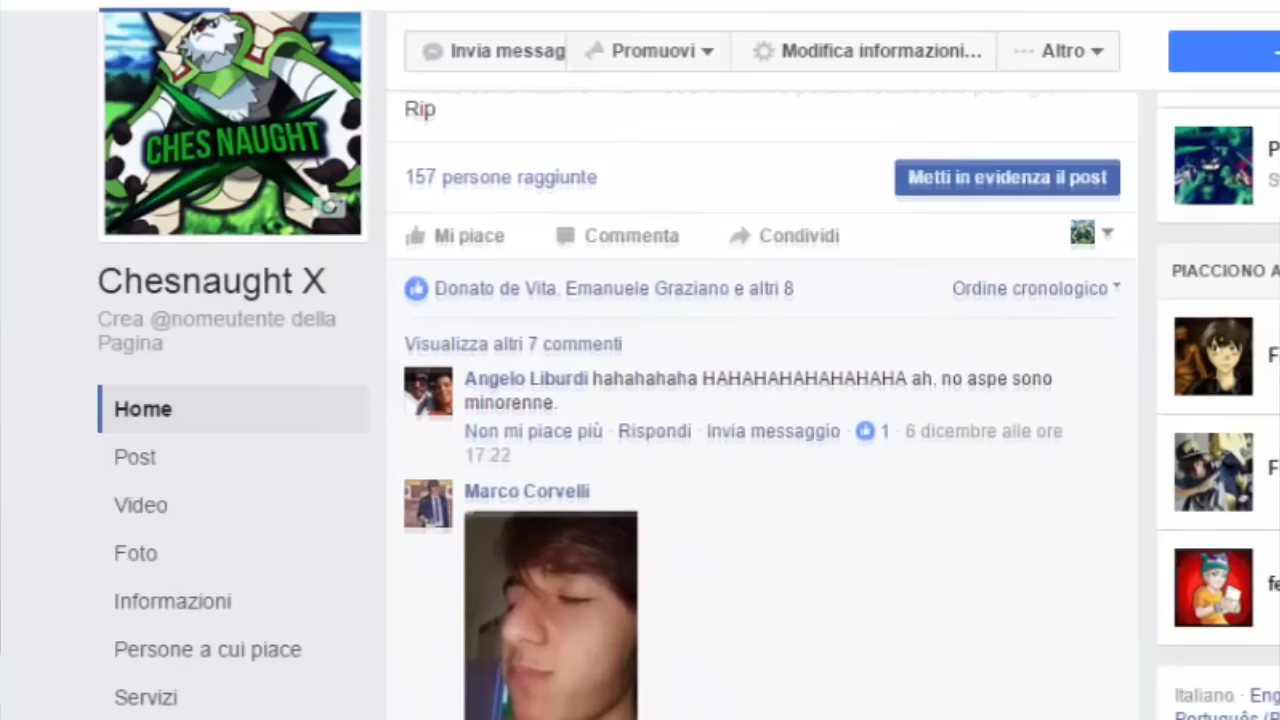 Invia messag
Promuovi
Modifica informazioni...
Altro
Rip
CHES NAUGHT
157 persone raggiunte
Metti in evidenza il post
Mi piace
Commenta
Condividi
Chesnaught X
Crea @nomeutente della
Pagina
Donato de Vita, Emanuele Graziano e altri 8
Ordine cronologico
Visualizza altri 7 commenti
Angelo Liburdi hahahahaha HAHAHAHAHAHAHAHA ah, no aspe sono
minorenne.
Non mi piace più · Rispondi · Invia messaggio · 1 · 6 dicembre alle ore
17:22
Marco Corvelli
Home
Post
Video
Foto
Informazioni
Persone a cui piace
Servizi
P
S
PIACCIONO A
F
F
fe
Italiano · Eng
Português (P